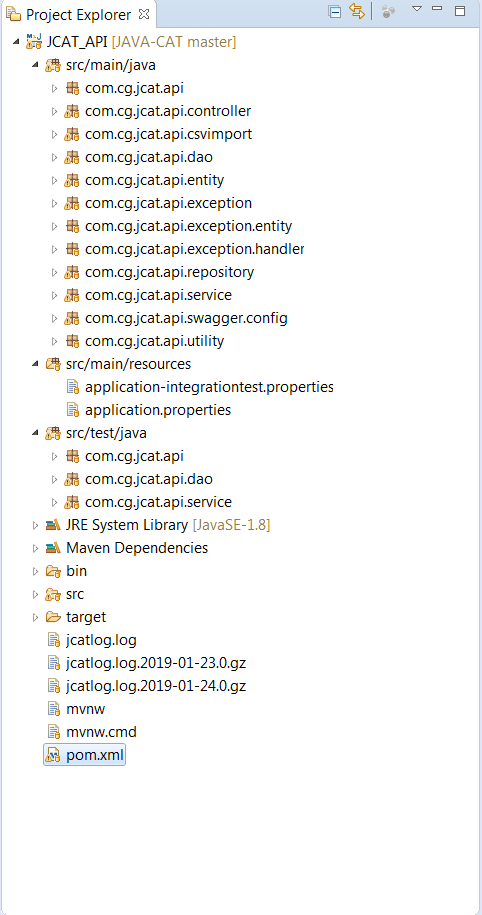 Project Explorer
JCAT_API [JAVA-CAT master]
src/main/java
com.cg.jcat.api
com.cg.jcat.api.controller
com.cg.jcat.api.csvimport
com.cg.jcat.api.dao
com.cg.jcat.api.entity
com.cg.jcat.api.exception
com.cg.jcat.api.exception.entity
com.cg.jcat.api.exception.handler
com.cg.jcat.api.repository
com.cg.jcat.api.service
com.cg.jcat.api.swagger.config
com.cg.jcat.api.utility
src/main/resources
application-integrationtest.properties
application.properties
src/test/java
com.cg.jcat.api
com.cg.jcat.api.dao
com.cg.jcat.api.service
JRE System Library [JavaSE-1.8]
Maven Dependencies
bin
src
target
jcatlog.log
jcatlog.log.2019-01-23.0.gz
jcatlog.log.2019-01-24.0.gz
mvnw
mvnw.cmd
pom.xml